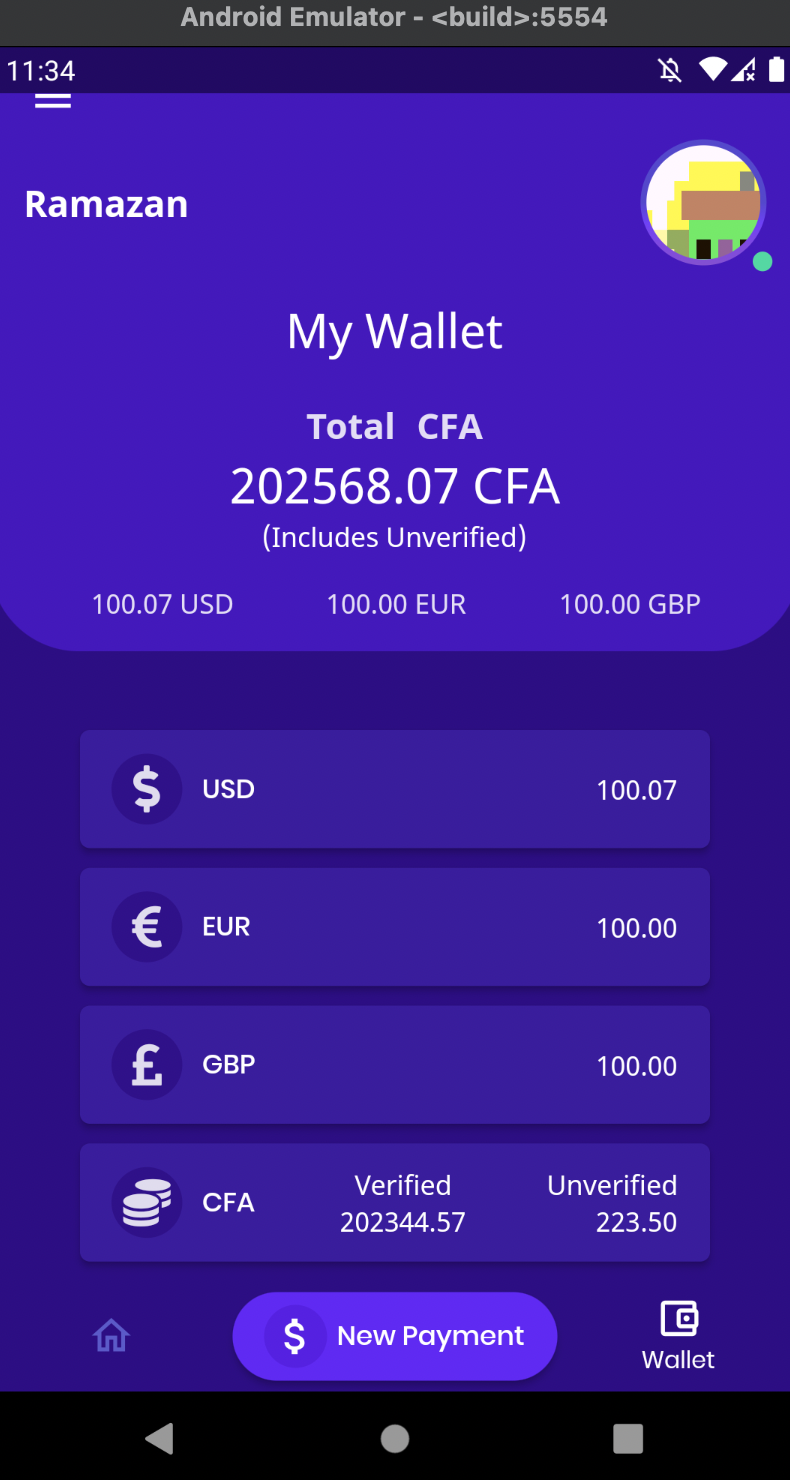 Android Emulator - <build>:5554
11:34
Ramazan
My Wallet
Total CFA
202568.07 CFA
(Includes Unverified)
100.07 USD 100.00 EUR 100.00 GBP
$ USD 100.07
€ EUR 100.00
£ GBP 100.00
CFA Verified Unverified
202344.57 223.50
$ New Payment
Wallet